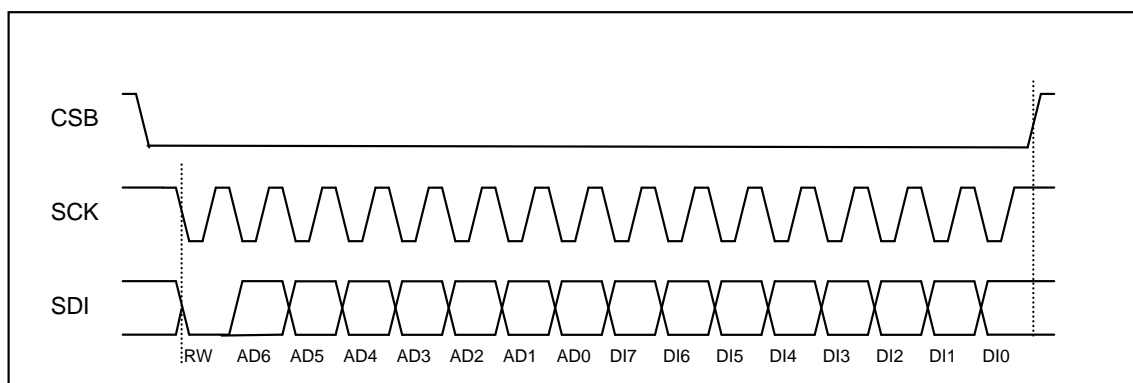 CSB
SCK
SDI
RW AD6 AD5 AD4 AD3 AD2 AD1 AD0 DI7 DI6 DI5 DI4 DI3 DI2 DI1 DI0